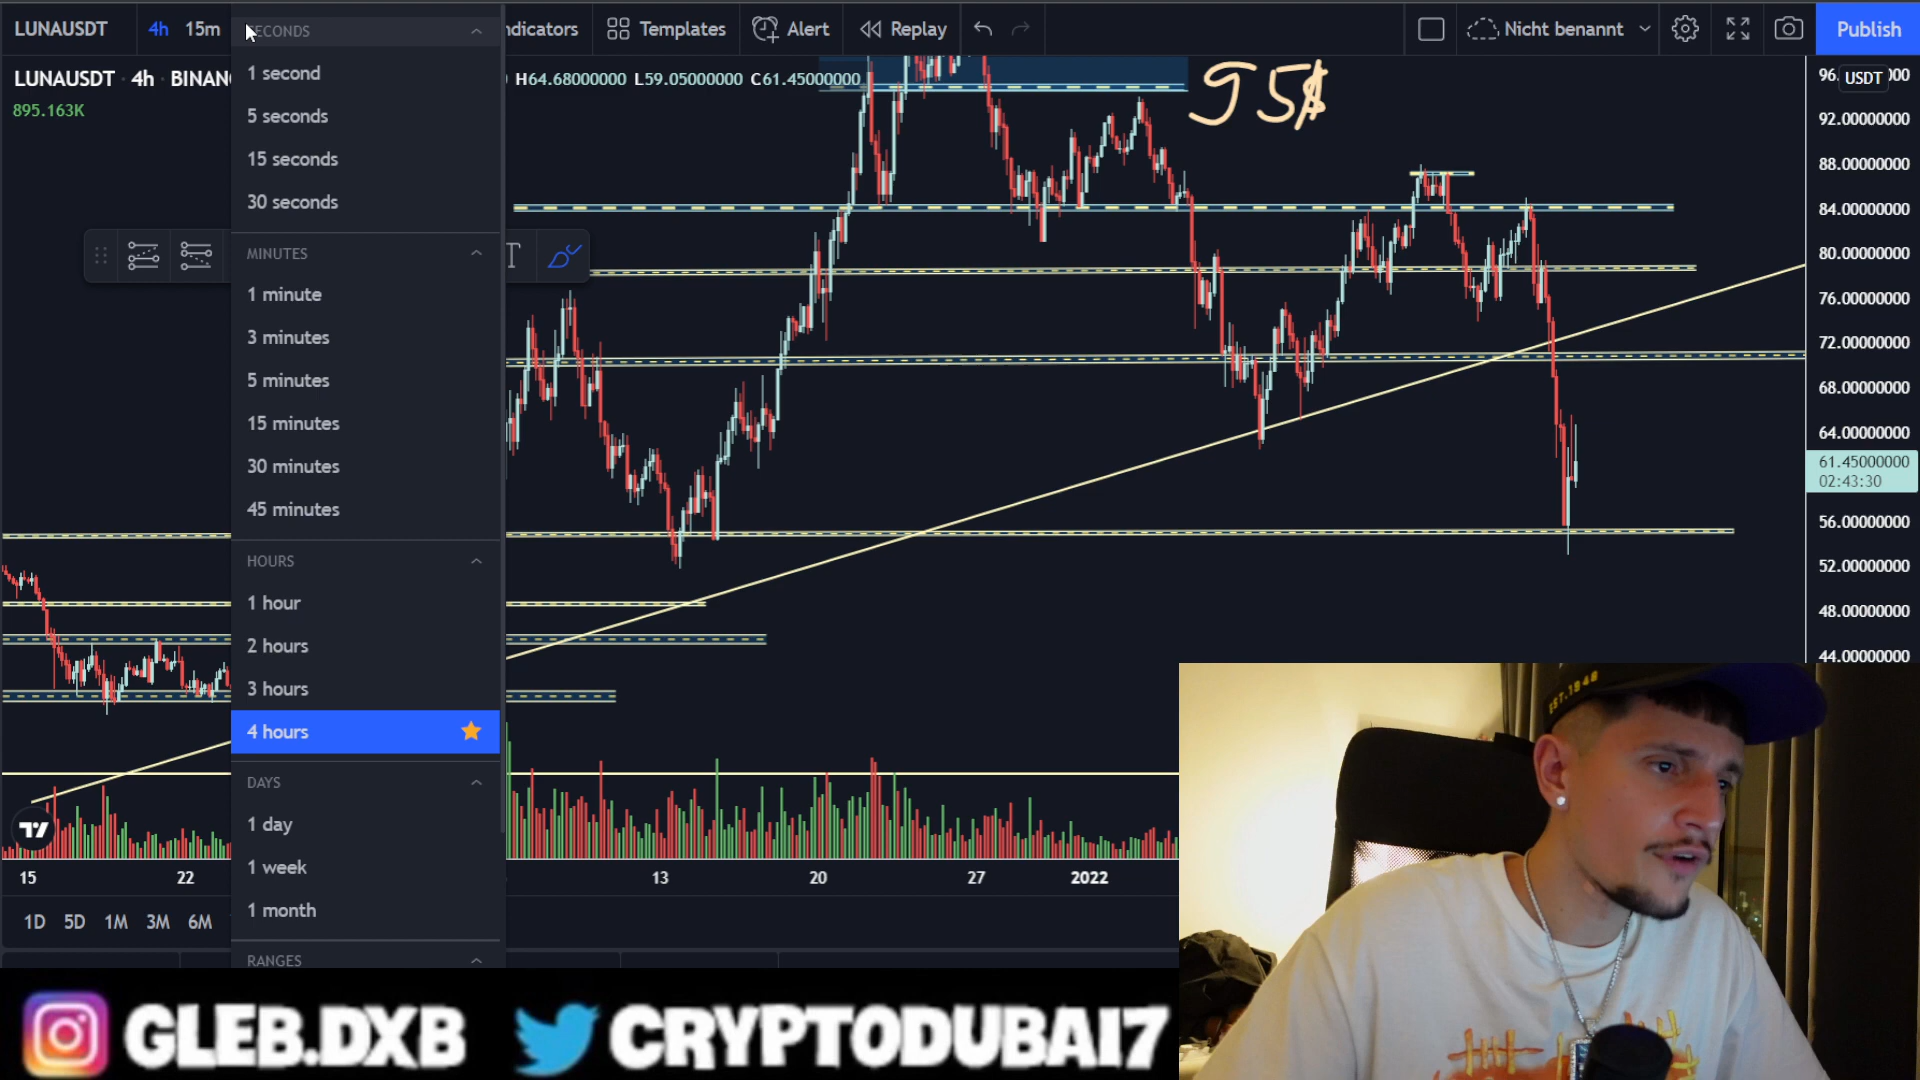 LUNAUSDT 4h 15m ndicators Templates Alert Replay Nicht benannt Publish
LUNAUSDT · 4h · BINAN H64.68000000 L59.05000000 C61.45000000
895.163K
SECONDS
1 second
5 seconds
15 seconds
30 seconds
MINUTES
1 minute
3 minutes
5 minutes
15 minutes
30 minutes
45 minutes
HOURS
1 hour
2 hours
3 hours
4 hours
DAYS
1 day
1 week
1 month
RANGES
T
95$
USDT
92.00000000
88.00000000
84.00000000
80.00000000
76.00000000
72.00000000
68.00000000
64.00000000
61.45000000
02:43:30
56.00000000
52.00000000
48.00000000
44.00000000
15 22 13 20 27 2022
1D 5D 1M 3M 6M
EST.1946
GLEB.DXB CRYPTODUBAI7